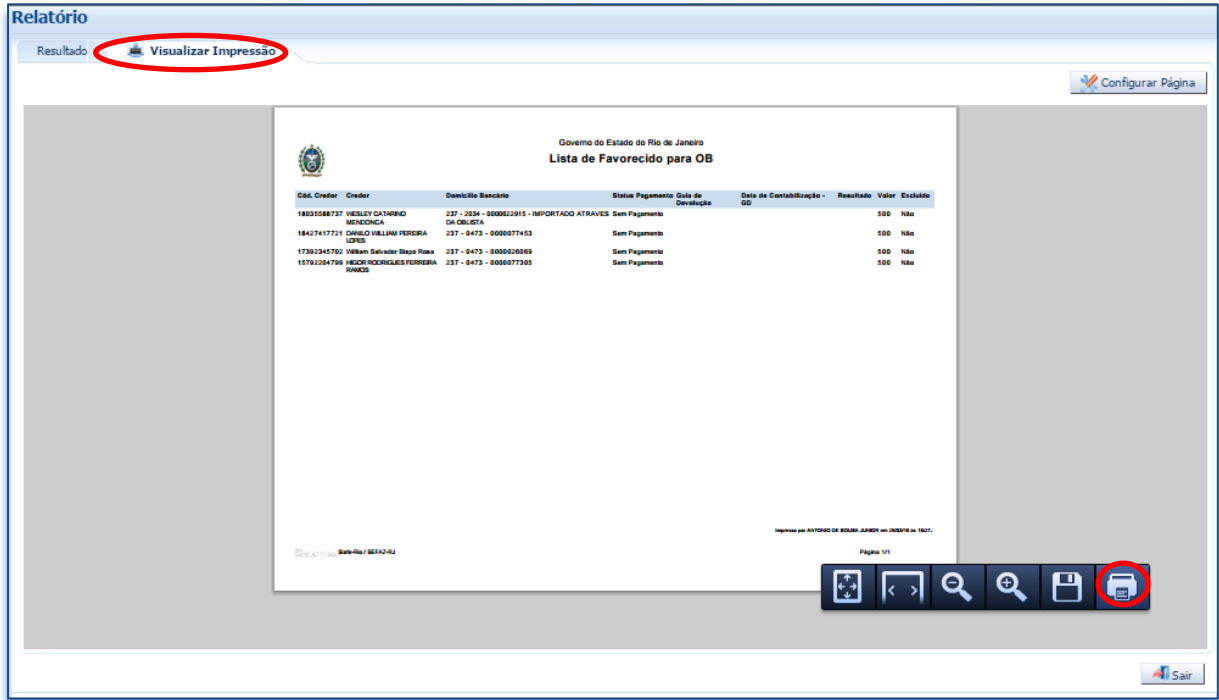 Relatório
Resultado
Visualizar Impressão
Configurar Página
Governo do Estado do Rio de Janeiro
Lista de Favorecido para OB
Cód. Credor Credor Domicílio Bancário Status Pagamento Guia de Devolução Data de Contabilização - GD Resultado Valor Excluído
18035588737 WESLEY CATARINO MENDONCA 237 - 2034 - 0000622915 - IMPORTADO ATRAVES DA OBLISTA Sem Pagamento 500 Não
18427417721 DANILO WILLIAM PEREIRA LOPES 237 - 0473 - 0000077453 Sem Pagamento 500 Não
17392345702 William Salvador Bispo Rosa 237 - 0473 - 0000026069 Sem Pagamento 500 Não
15792204799 HIGOR RODRIGUES FERREIRA RAMOS 237 - 0473 - 0000077305 Sem Pagamento 500 Não
Impresso por ANTONIO DE SOUSA JUNIOR em
Siafe-Rio / SEFAZ-RJ
Página 1/1
Sair